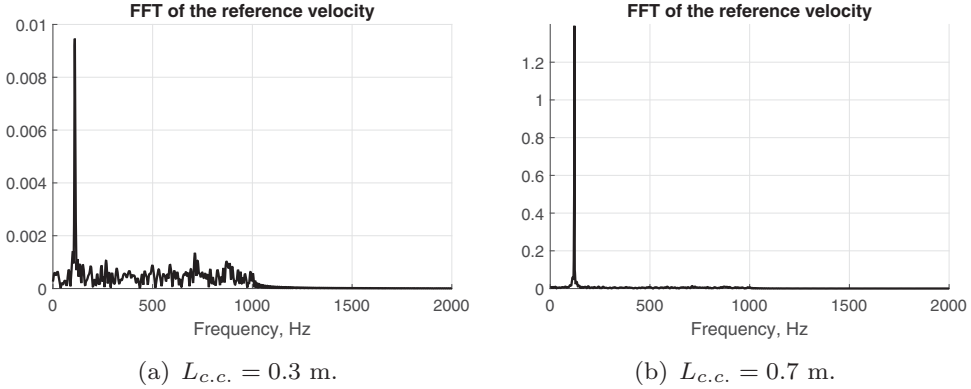 FFT of the reference velocity
0.01
0.008
0.006
0.004
0.002
0
0 500 1000 1500 2000
Frequency, Hz
(a) L_{c.c.} = 0.3 m.
FFT of the reference velocity
1.2
1
0.8
0.6
0.4
0.2
0
0 500 1000 1500 2000
Frequency, Hz
(b) L_{c.c.} = 0.7 m.